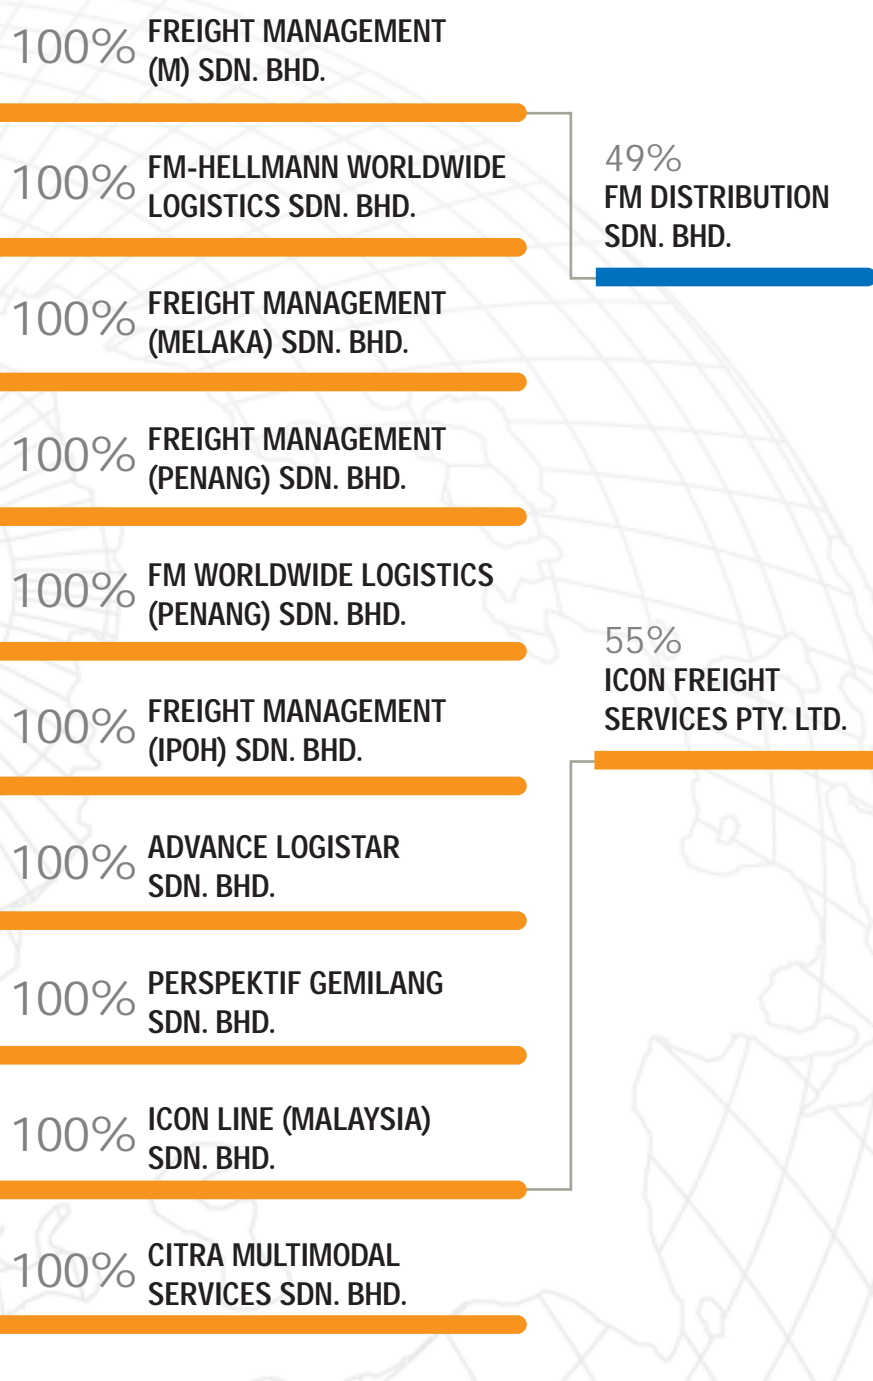 100%
FREIGHT MANAGEMENT
(M) SDN. BHD.
100%
FM-HELLMANN WORLDWIDE
LOGISTICS SDN. BHD.
100%
FREIGHT MANAGEMENT
(MELAKA) SDN. BHD.
100%
FREIGHT MANAGEMENT
(PENANG) SDN. BHD.
100%
FM WORLDWIDE LOGISTICS
(PENANG) SDN. BHD.
100%
FREIGHT MANAGEMENT
(IPOH) SDN. BHD.
100%
ADVANCE LOGISTAR
SDN. BHD.
100%
PERSPEKTIF GEMILANG
SDN. BHD.
100%
ICON LINE (MALAYSIA)
SDN. BHD.
100%
CITRA MULTIMODAL
SERVICES SDN. BHD.
49%
FM DISTRIBUTION
SDN. BHD.
55%
ICON FREIGHT
SERVICES PTY. LTD.